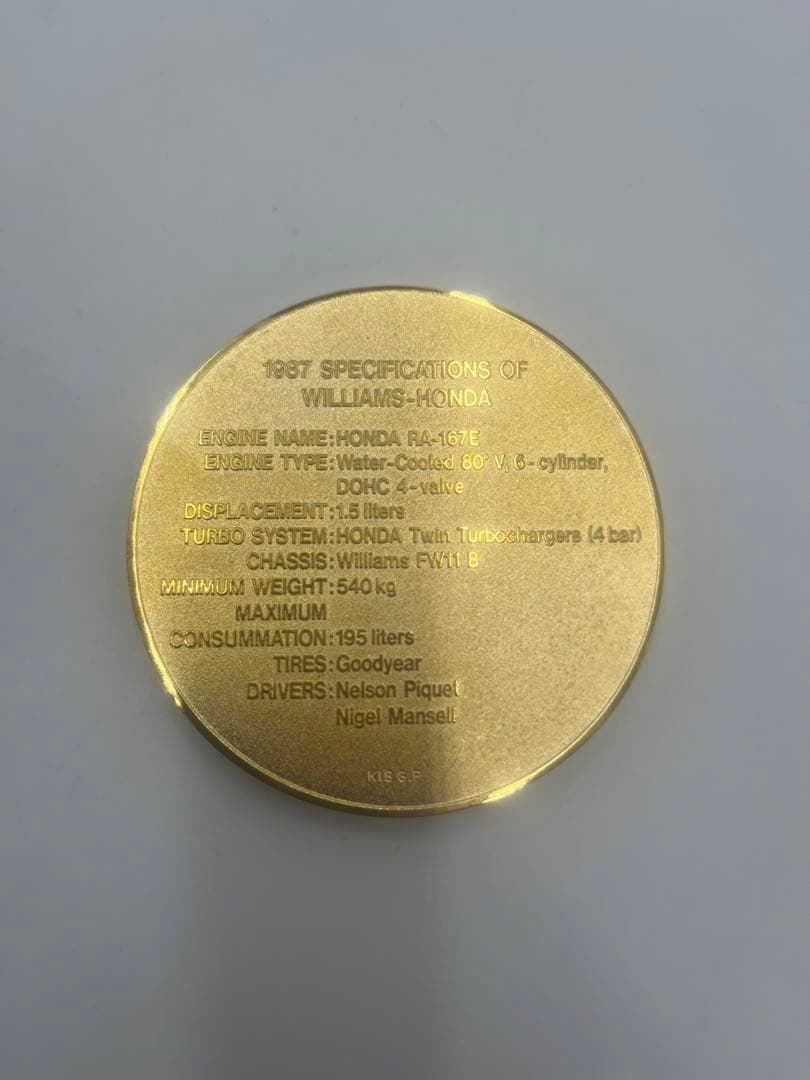 1987 SPECIFICATIONS OF
WILLIAMS-HONDA
ENGINE NAME:HONDA RA-167E
ENGINE TYPE:Water-Cooled 80° V, 6-cylinder,
DOHC 4-valve
DISPLACEMENT:1.5 liters
TURBO SYSTEM:HONDA Twin Turbochargers (4 bar)
CHASSIS:Williams FW11 B
MINIMUM WEIGHT:540 kg
MAXIMUM
CONSUMMATION:195 liters
TIRES:Goodyear
DRIVERS:Nelson Piquet
Nigel Mansell
G.P